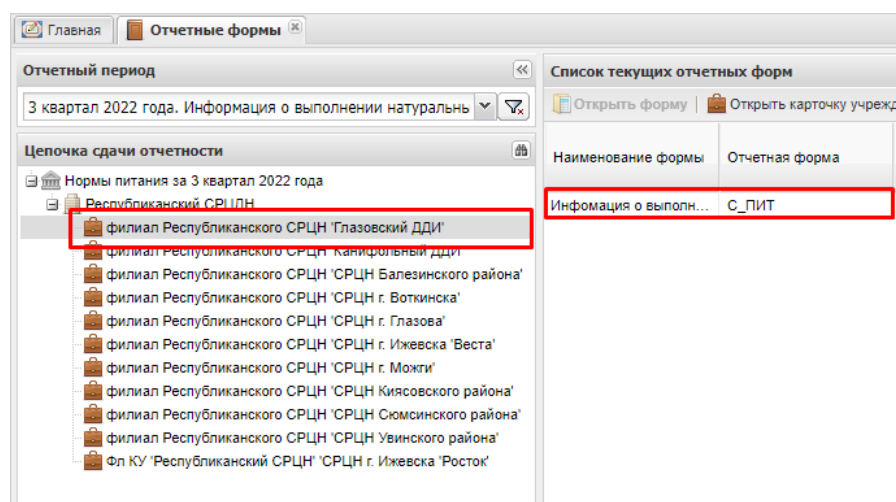 Главная
Отчетные формы
Отчетный период
3 квартал 2022 года. Информация о выполнении натуральнь
Цепочка сдачи отчетности
Нормы питания за 3 квартал 2022 года
Республиканский СРЦДН
филиал Республиканского СРЦН 'Глазовский ДДИ'
филиал Республиканского СРЦН 'Канифольный ДДИ'
филиал Республиканского СРЦН 'СРЦН Балезинского района'
филиал Республиканского СРЦН 'СРЦН г. Воткинска'
филиал Республиканского СРЦН 'СРЦН г. Глазова'
филиал Республиканского СРЦН 'СРЦН г. Ижевска 'Веста'
филиал Республиканского СРЦН 'СРЦН г. Можги'
филиал Республиканского СРЦН 'СРЦН Киясовского района'
филиал Республиканского СРЦН 'СРЦН Сюмсинского района'
филиал Республиканского СРЦН 'СРЦН Увинского района'
Фл КУ 'Республиканский СРЦН' 'СРЦН г. Ижевска 'Росток'
Список текущих отчетных форм
Открыть форму | Открыть карточку учрежд
Наименование формы Отчетная форма
Инфомация о выполн... С_ПИТ